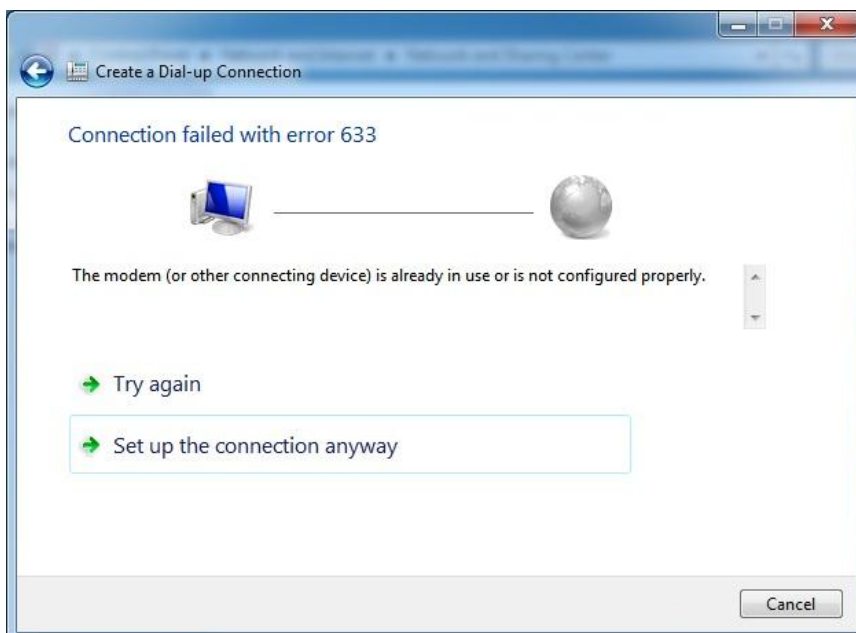 Create a Dial-up Connection
Connection failed with error 633
The modem (or other connecting device) is already in use or is not configured properly.
Try again
Set up the connection anyway
Cancel